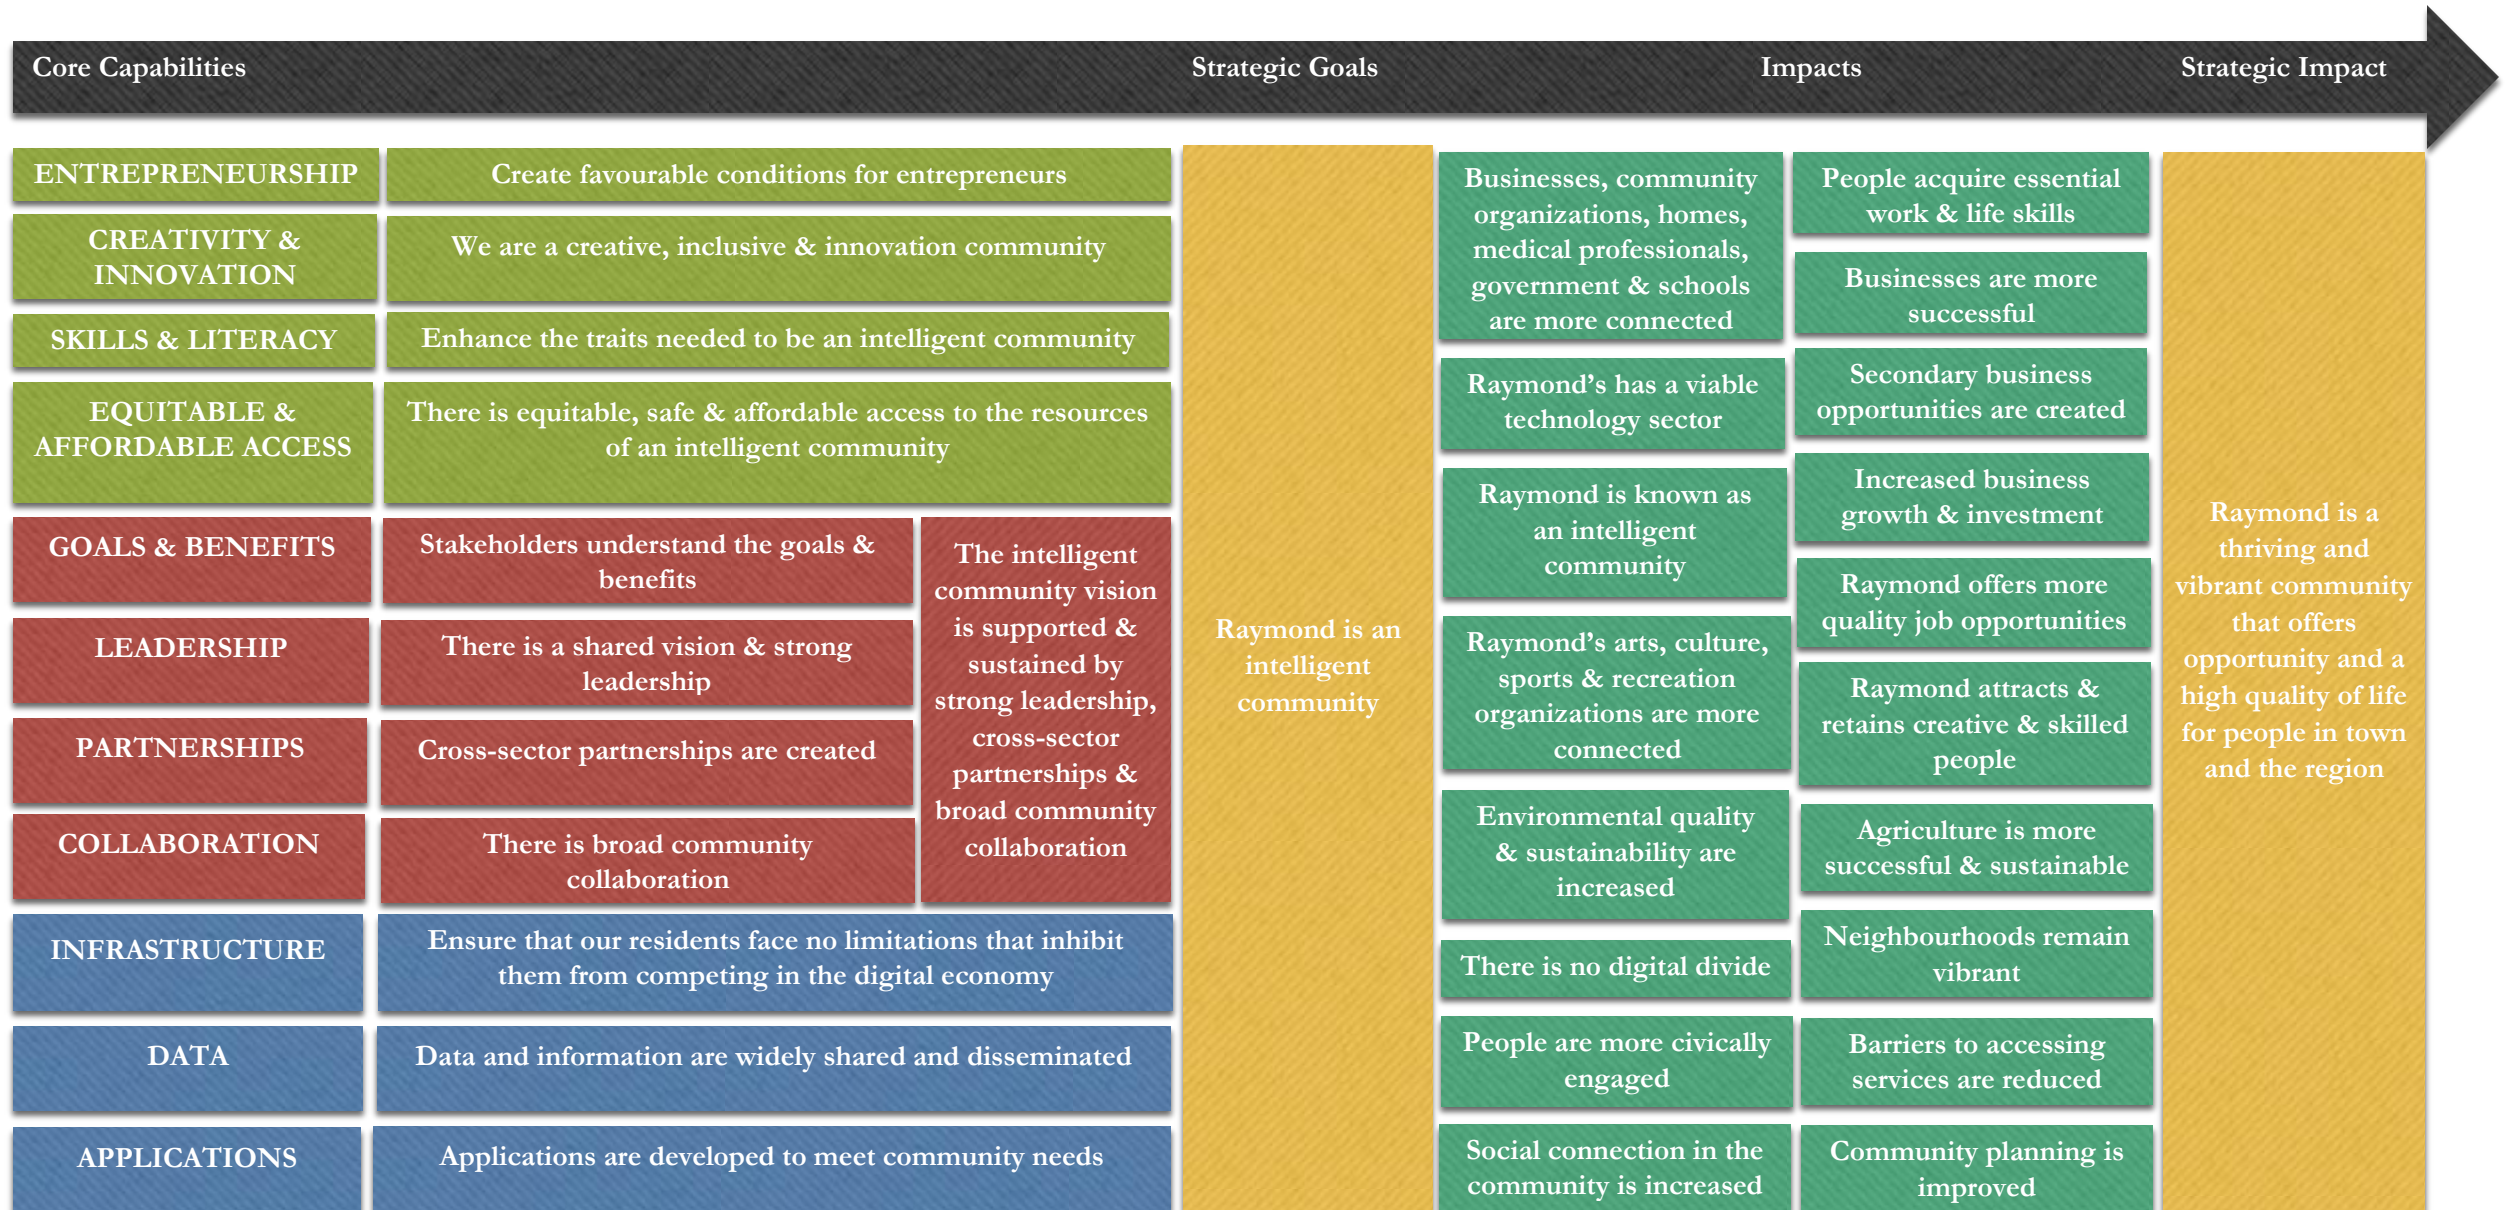 Core Capabilities
Strategic Goals
Impacts
Strategic Impact
ENTREPRENEURSHIP
Create favourable conditions for entrepreneurs
CREATIVITY &
INNOVATION
We are a creative, inclusive & innovation community
SKILLS & LITERACY
Enhance the traits needed to be an intelligent community
EQUITABLE &
AFFORDABLE ACCESS
There is equitable, safe & affordable access to the resources
of an intelligent community
GOALS & BENEFITS
Stakeholders understand the goals &
benefits
LEADERSHIP
There is a shared vision & strong
leadership
PARTNERSHIPS
Cross-sector partnerships are created
COLLABORATION
There is broad community
collaboration
The intelligent
community vision
is supported &
sustained by
strong leadership,
cross-sector
partnerships &
broad community
collaboration
INFRASTRUCTURE
Ensure that our residents face no limitations that inhibit
them from competing in the digital economy
DATA
Data and information are widely shared and disseminated
APPLICATIONS
Applications are developed to meet community needs
Raymond is an
intelligent
community
Businesses, community
organizations, homes,
medical professionals,
government & schools
are more connected
Raymond's has a viable
technology sector
Raymond is known as
an intelligent
community
Raymond's arts, culture,
sports & recreation
organizations are more
connected
Environmental quality
& sustainability are
increased
There is no digital divide
People are more civically
engaged
Social connection in the
community is increased
People acquire essential
work & life skills
Businesses are more
successful
Secondary business
opportunities are created
Increased business
growth & investment
Raymond offers more
quality job opportunities
Raymond attracts &
retains creative & skilled
people
Agriculture is more
successful & sustainable
Neighbourhoods remain
vibrant
Barriers to accessing
services are reduced
Community planning is
improved
Raymond is a
thriving and
vibrant community
that offers
opportunity and a
high quality of life
for people in town
and the region